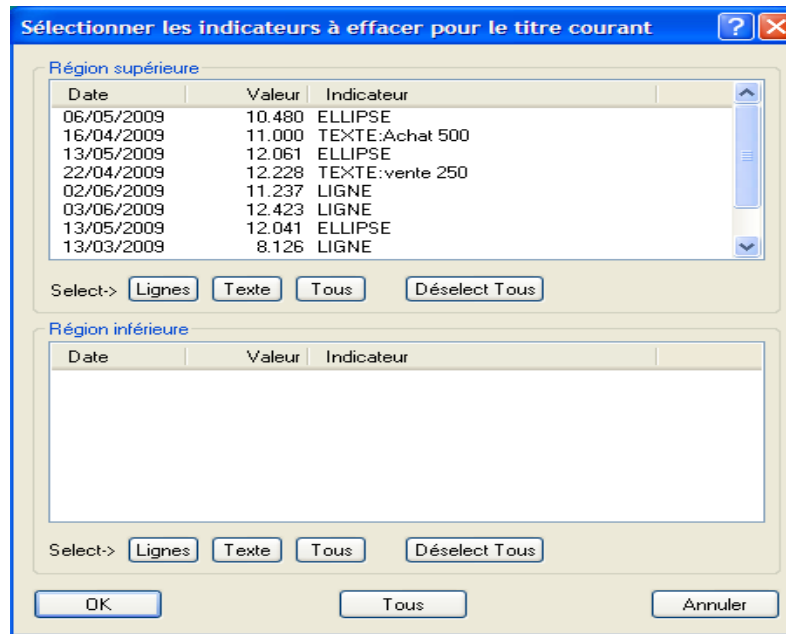 Sélectionner les indicateurs à effacer pour le titre courant
Région supérieure
Date Valeur Indicateur
06/05/2009 10.480 ELLIPSE
16/04/2009 11.000 TEXTE:Achat 500
13/05/2009 12.061 ELLIPSE
22/04/2009 12.228 TEXTE:vente 250
02/06/2009 11.237 LIGNE
03/06/2009 12.423 LIGNE
13/05/2009 12.041 ELLIPSE
13/03/2009 8.126 LIGNE
Select-> Lignes Texte Tous Déselect Tous
Région inférieure
Date Valeur Indicateur
Select-> Lignes Texte Tous Déselect Tous
OK Tous Annuler